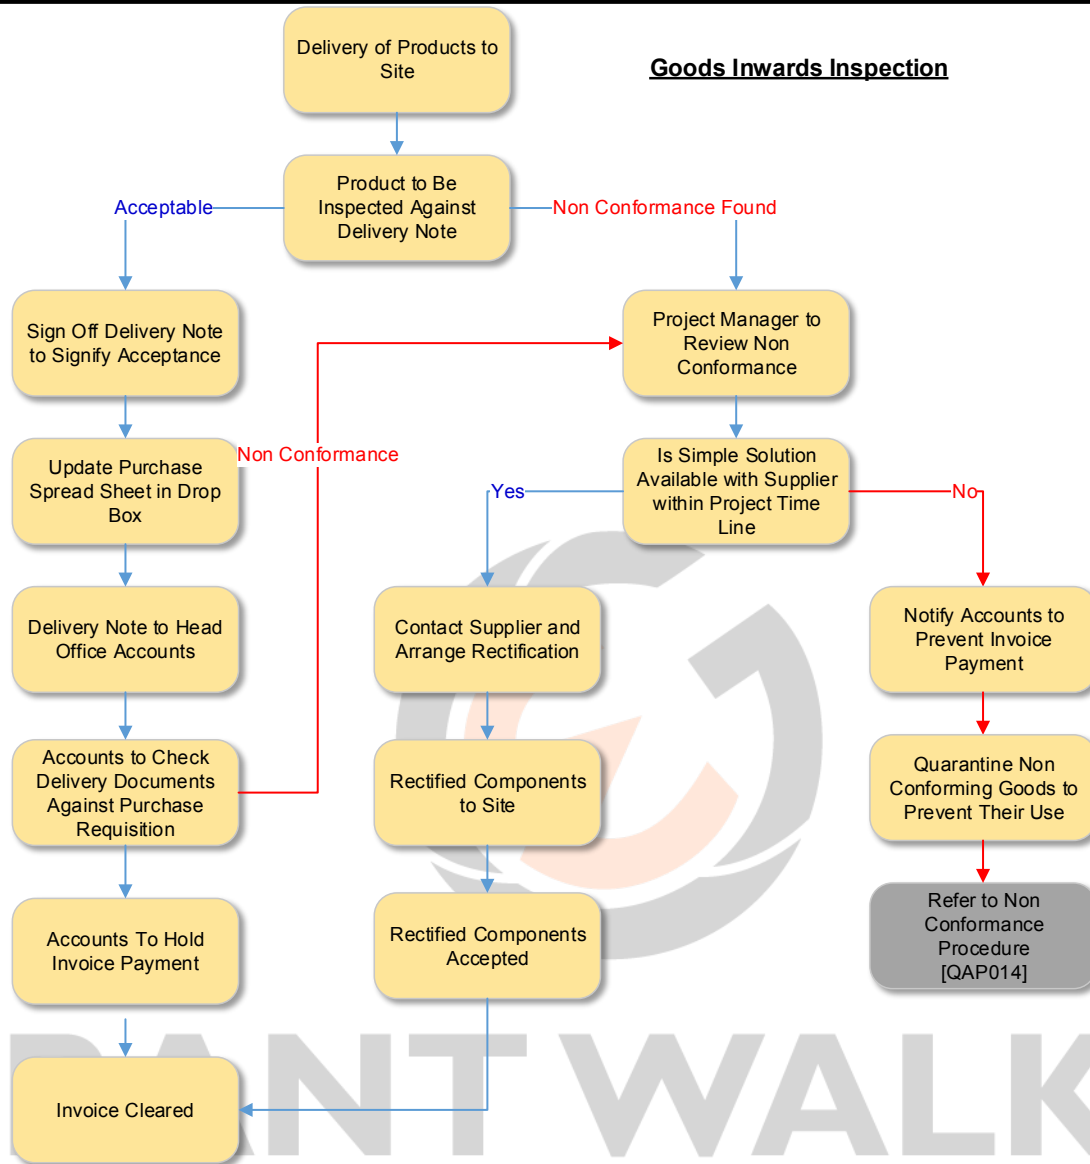 Delivery of Products to
Site
Goods Inwards Inspection
Product to Be
Inspected Against
Delivery Note
Acceptable
Non Conformance Found
Sign Off Delivery Note
to Signify Acceptance
Project Manager to
Review Non
Conformance
Non Conformance
Update Purchase
Spread Sheet in Drop
Box
Is Simple Solution
Available with Supplier
within Project Time
Line
Yes
No
Delivery Note to Head
Office Accounts
Contact Supplier and
Arrange Rectification
Notify Accounts to
Prevent Invoice
Payment
Accounts to Check
Delivery Documents
Against Purchase
Requisition
Rectified Components
to Site
Quarantine Non
Conforming Goods to
Prevent Their Use
Accounts To Hold
Invoice Payment
Rectified Components
Accepted
Refer to Non
Conformance
Procedure
[QAP014]
Invoice Cleared